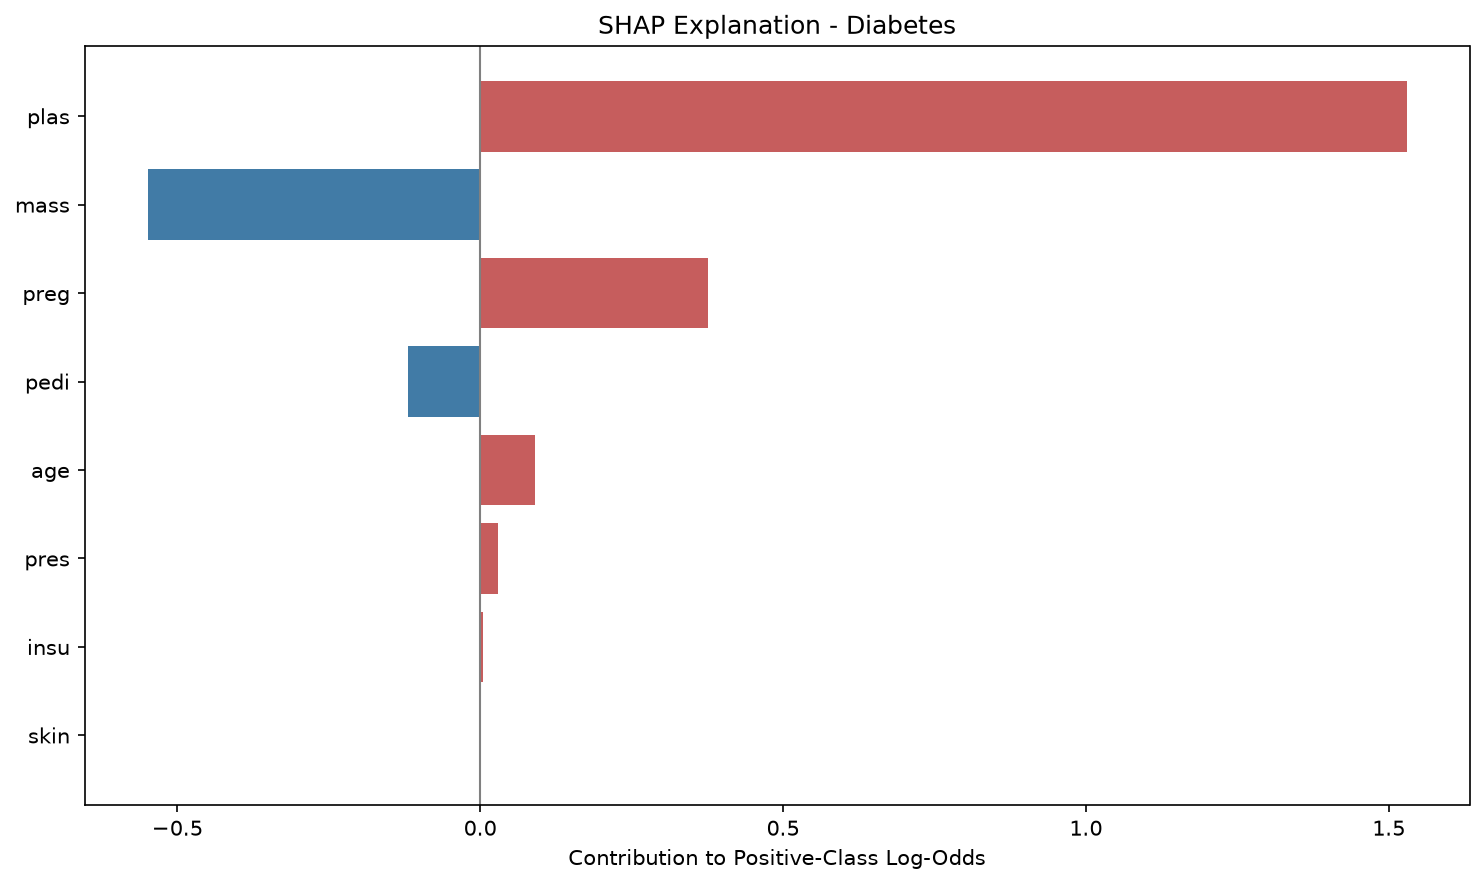 SHAP Explanation - Diabetes
plas
mass
preg
pedi
age
pres
insu
skin
−0.5 0.0 0.5 1.0 1.5
Contribution to Positive-Class Log-Odds